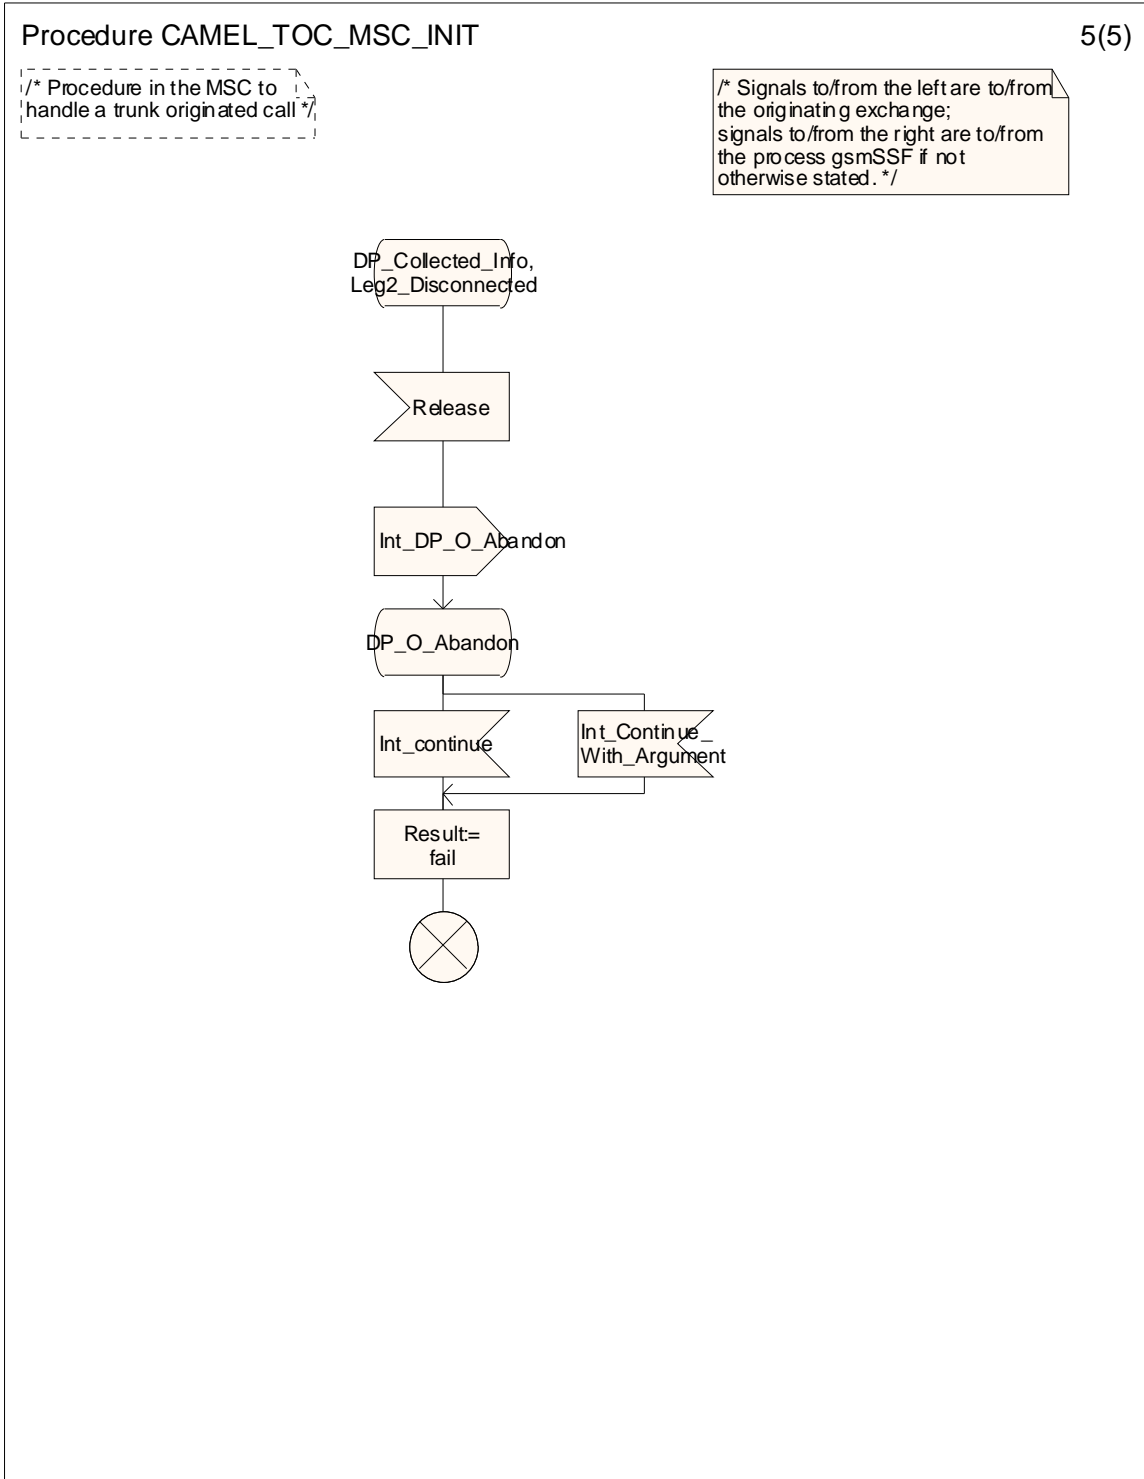 Procedure CAMEL_TOC_MSC_INIT
5(5)
/* Procedure in the MSC to
handle a trunk originated call */
/* Signals to/from the left are to/from
the originating exchange;
signals to/from the right are to/from
the process gsmSSF if not
otherwise stated. */
DP_Collected_Info,
Leg2_Disconnected
Release
Int_DP_O_Abandon
DP_O_Abandon
Int_continue
Int_Continue_
With_Argument
Result:=
fail